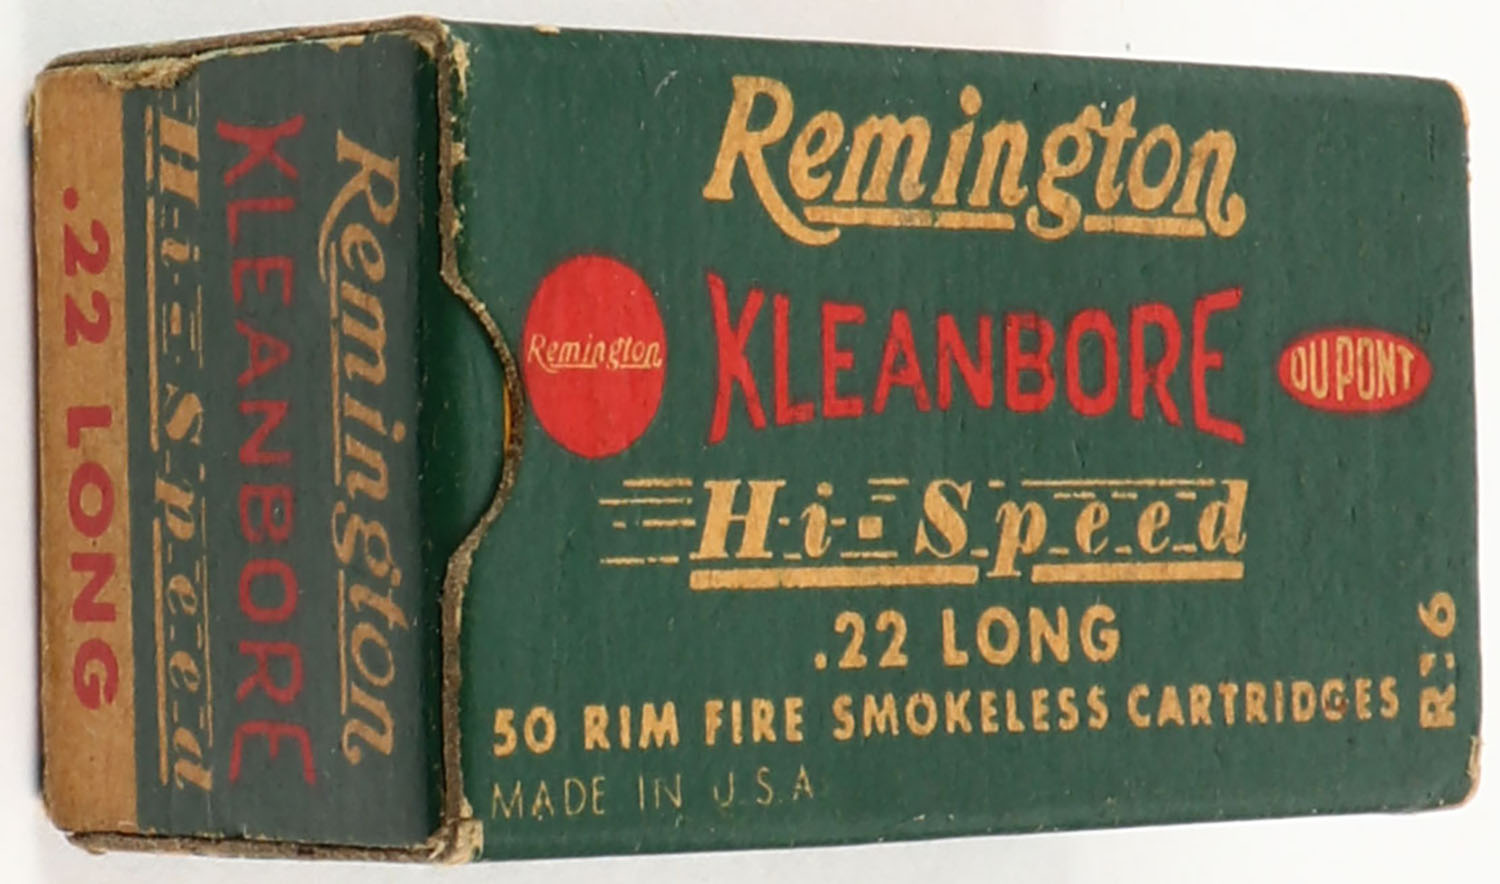 Remington
KLEANBORE
Hi-Speed
.22 LONG
Remington
Remington
KLEANBORE
DU PONT
Hi-Speed
.22 LONG
50 RIM FIRE SMOKELESS CARTRIDGES
MADE IN U.S.A
R:6